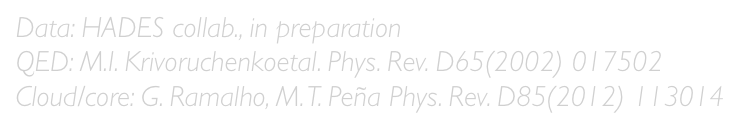 Data: HADES collab., in preparation
QED: M.I. Krivoruchenkoetal. Phys. Rev. D65(2002) 017502
Cloud/core: G. Ramalho, M.T. Peña Phys. Rev. D85(2012) 113014